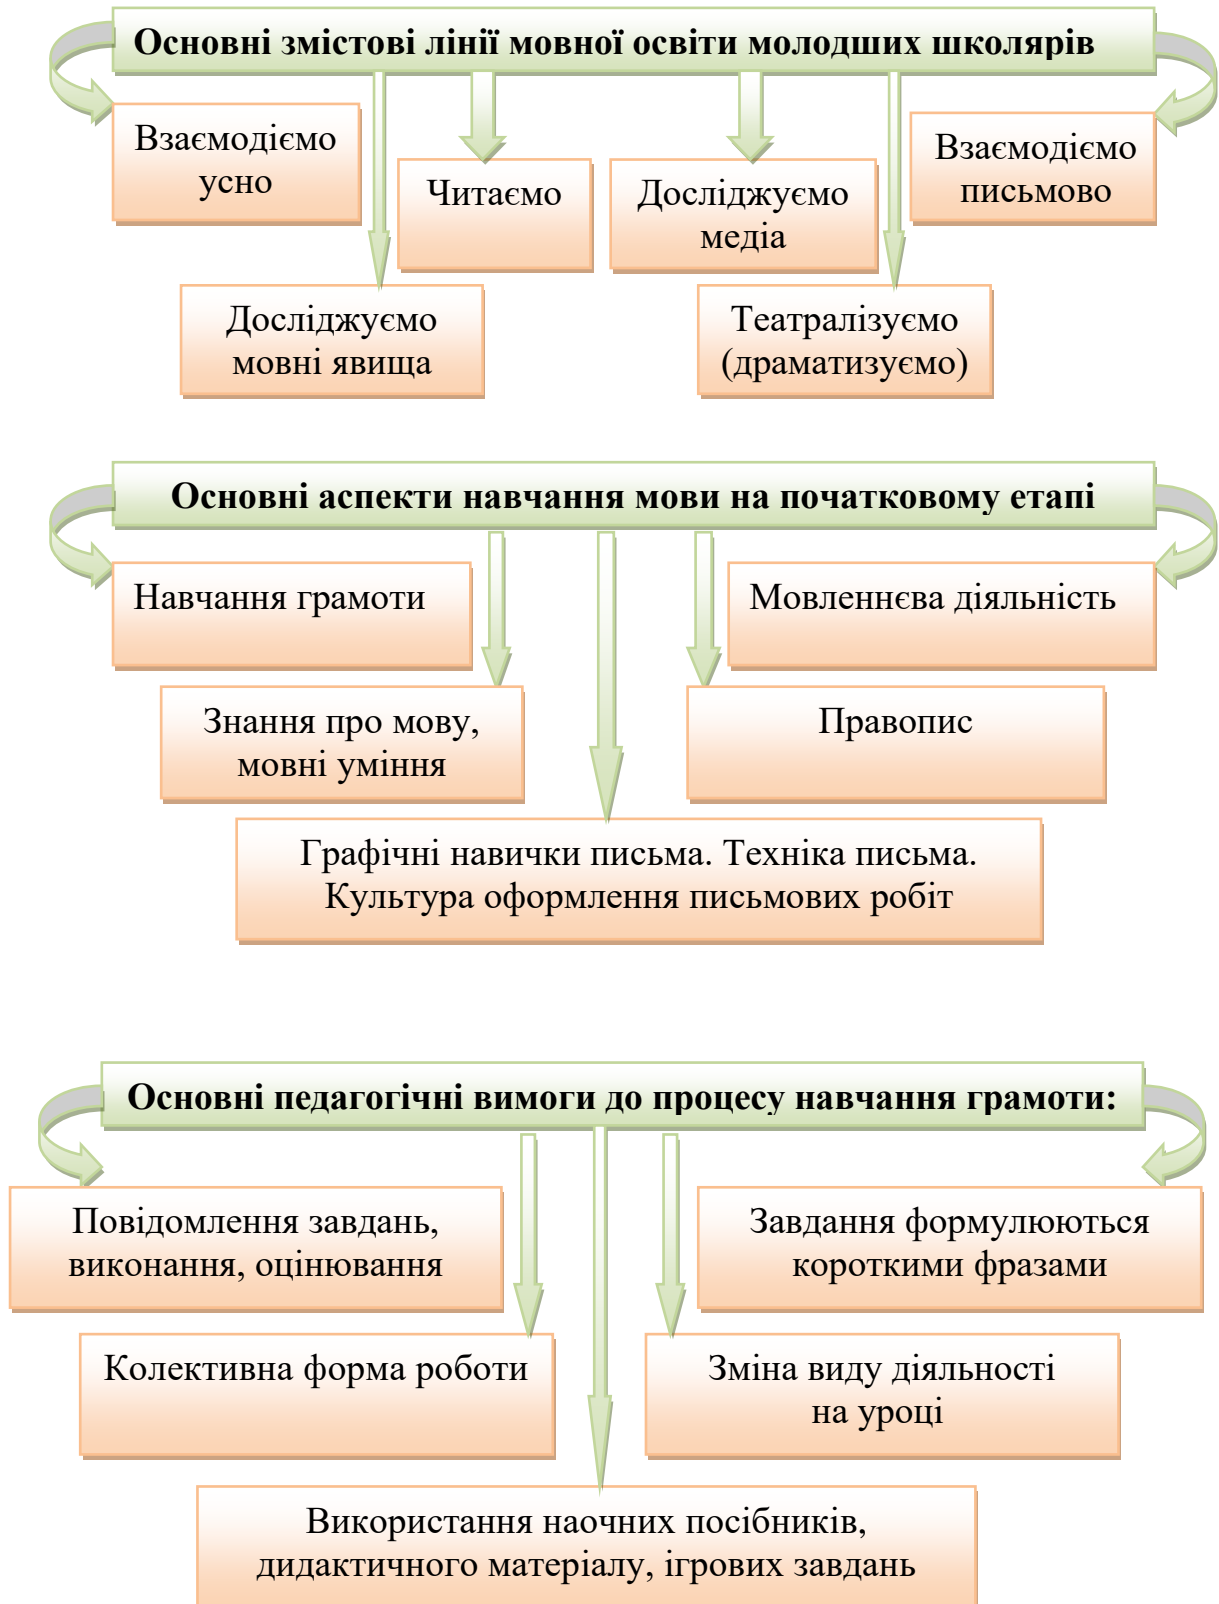 Основні змістові лінії мовної освіти молодших школярів
Взаємодіємо
усно
Читаємо
Досліджуємо
медіа
Взаємодіємо
письмово
Досліджуємо
мовні явища
Театралізуємо
(драматизуємо)
Основні аспекти навчання мови на початковому етапі
Навчання грамоти
Мовленнєва діяльність
Знання про мову,
мовні уміння
Правопис
Графічні навички письма. Техніка письма.
Культура оформлення письмових робіт
Основні педагогічні вимоги до процесу навчання грамоти:
Повідомлення завдань,
виконання, оцінювання
Завдання формулюються
короткими фразами
Колективна форма роботи
Зміна виду діяльності
на уроці
Використання наочних посібників,
дидактичного матеріалу, ігрових завдань